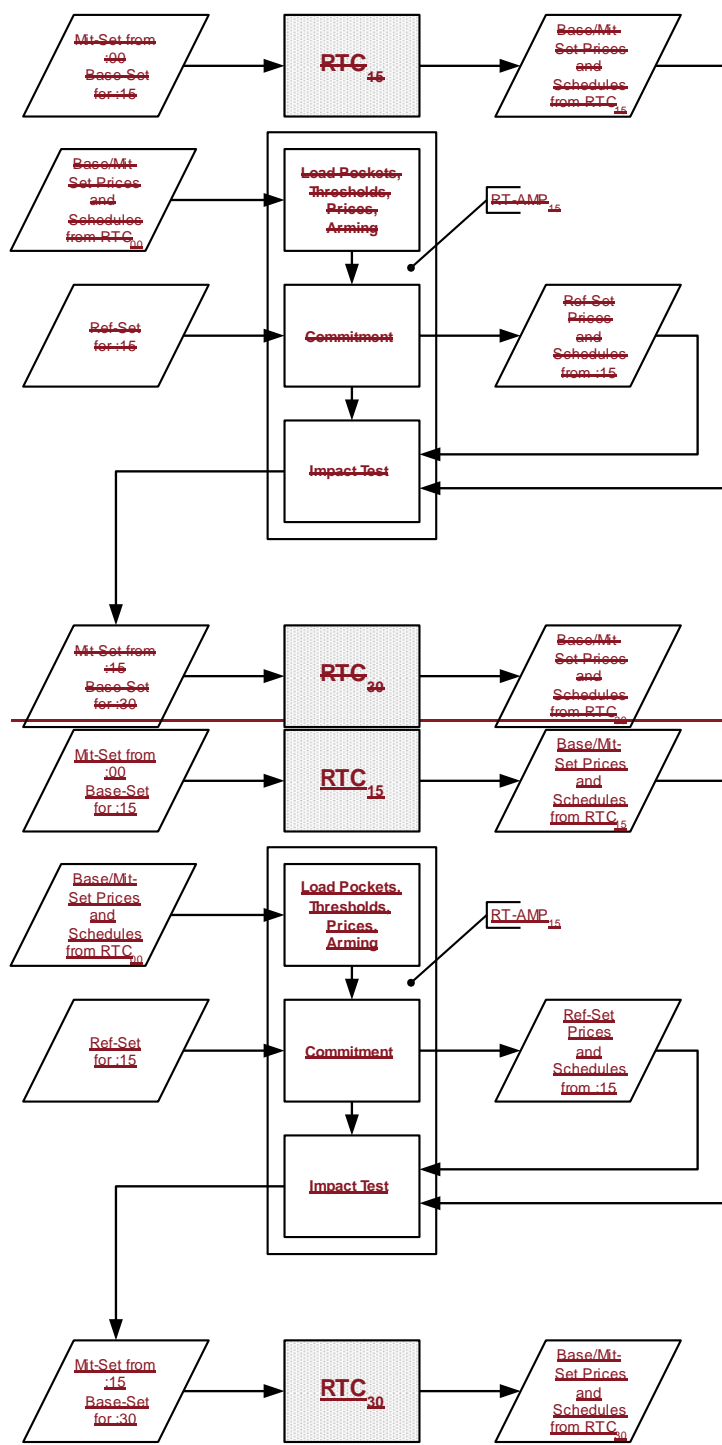 Mit-Set from
:00
Base-Set
for :15
RTC15
Base/Mit-
Set Prices
and
Schedules
from RTC15
Base/Mit-
Set Prices
and
Schedules
from RTC00
Load Pockets,
Thresholds,
Prices,
Arming
RT-AMP15
Ref-Set
for :15
Commitment
Ref-Set
Prices
and
Schedules
from :15
Impact Test
Mit-Set from
:15
Base-Set
for :30
RTC30
Base/Mit-
Set Prices
and
Schedules
from RTC30
Mit-Set from
:00
Base-Set
for :15
RTC15
Base/Mit-
Set Prices
and
Schedules
from RTC15
Base/Mit-
Set Prices
and
Schedules
from RTC00
Load Pockets,
Thresholds,
Prices,
Arming
RT-AMP15
Ref-Set
for :15
Commitment
Ref-Set
Prices
and
Schedules
from :15
Impact Test
Mit-Set from
:15
Base-Set
for :30
RTC30
Base/Mit-
Set Prices
and
Schedules
from RTC30